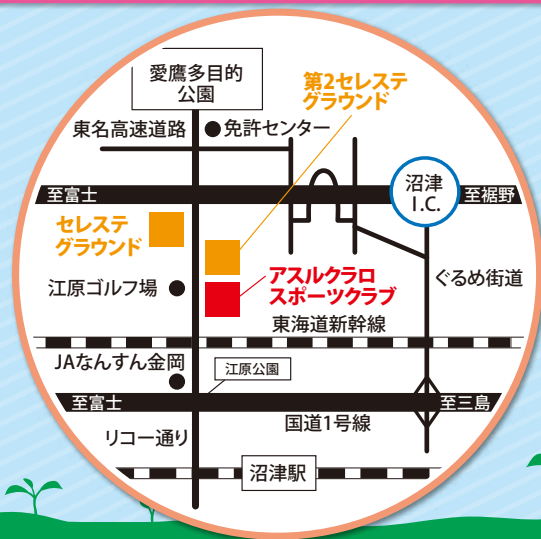 愛鷹多目的
公園
第2セレステ
グラウンド
東名高速道路
免許センター
至富士
沼津
I.C.
至裾野
セレステ
グラウンド
江原ゴルフ場
アスルクラロ
スポーツクラブ
ぐるめ街道
東海道新幹線
JAなんすん金岡
江原公園
至富士
至三島
国道1号線
リコー通り
沼津駅